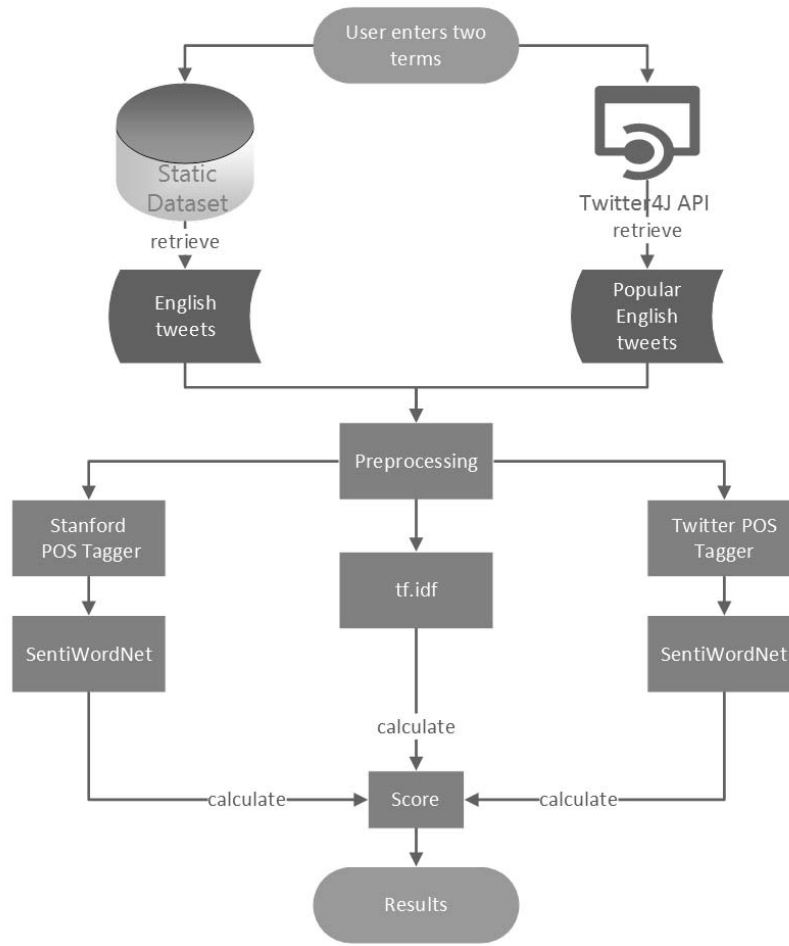 User enters two
terms
Static
Dataset
Twitter4J API
retrieve
retrieve
English
tweets
Popular
English
tweets
Preprocessing
Stanford
POS Tagger
tf.idf
Twitter POS
Tagger
SentiWordNet
SentiWordNet
calculate
calculate
Score
calculate
Results